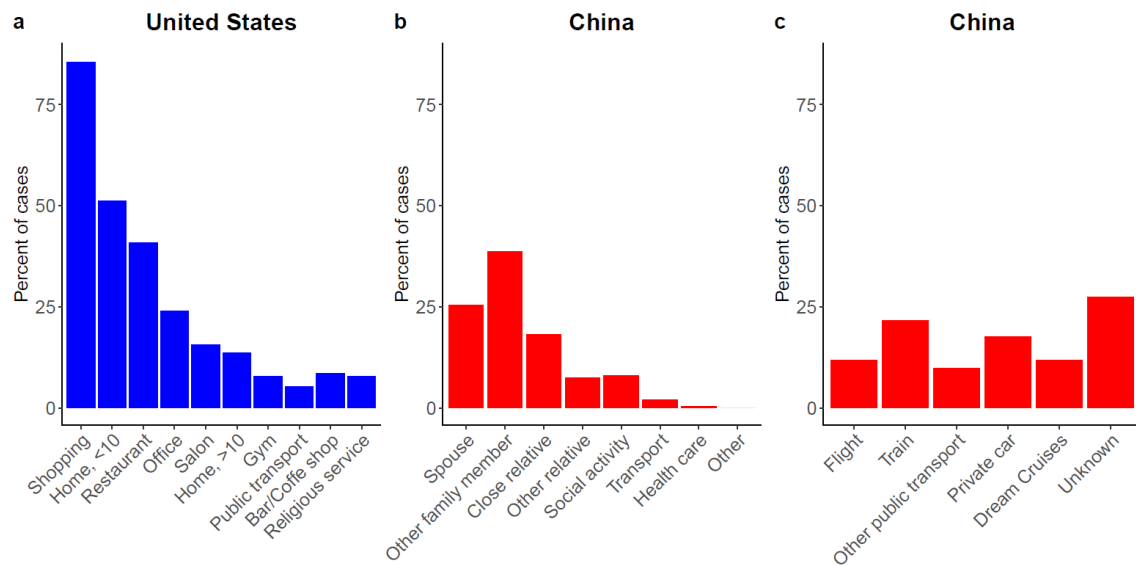 a
United States
Percent of cases
75
50
25
0
Shopping
Home, <10
Restaurant
Office
Salon
Home, >10
Gym
Public transport
Bar/Coffe shop
Religious service
b
China
Percent of cases
75
50
25
0
Spouse
Other family member
Close relative
Other relative
Social activity
Transport
Health care
Other
c
China
Percent of cases
75
50
25
0
Flight
Train
Other public transport
Private car
Dream Cruises
Unknown